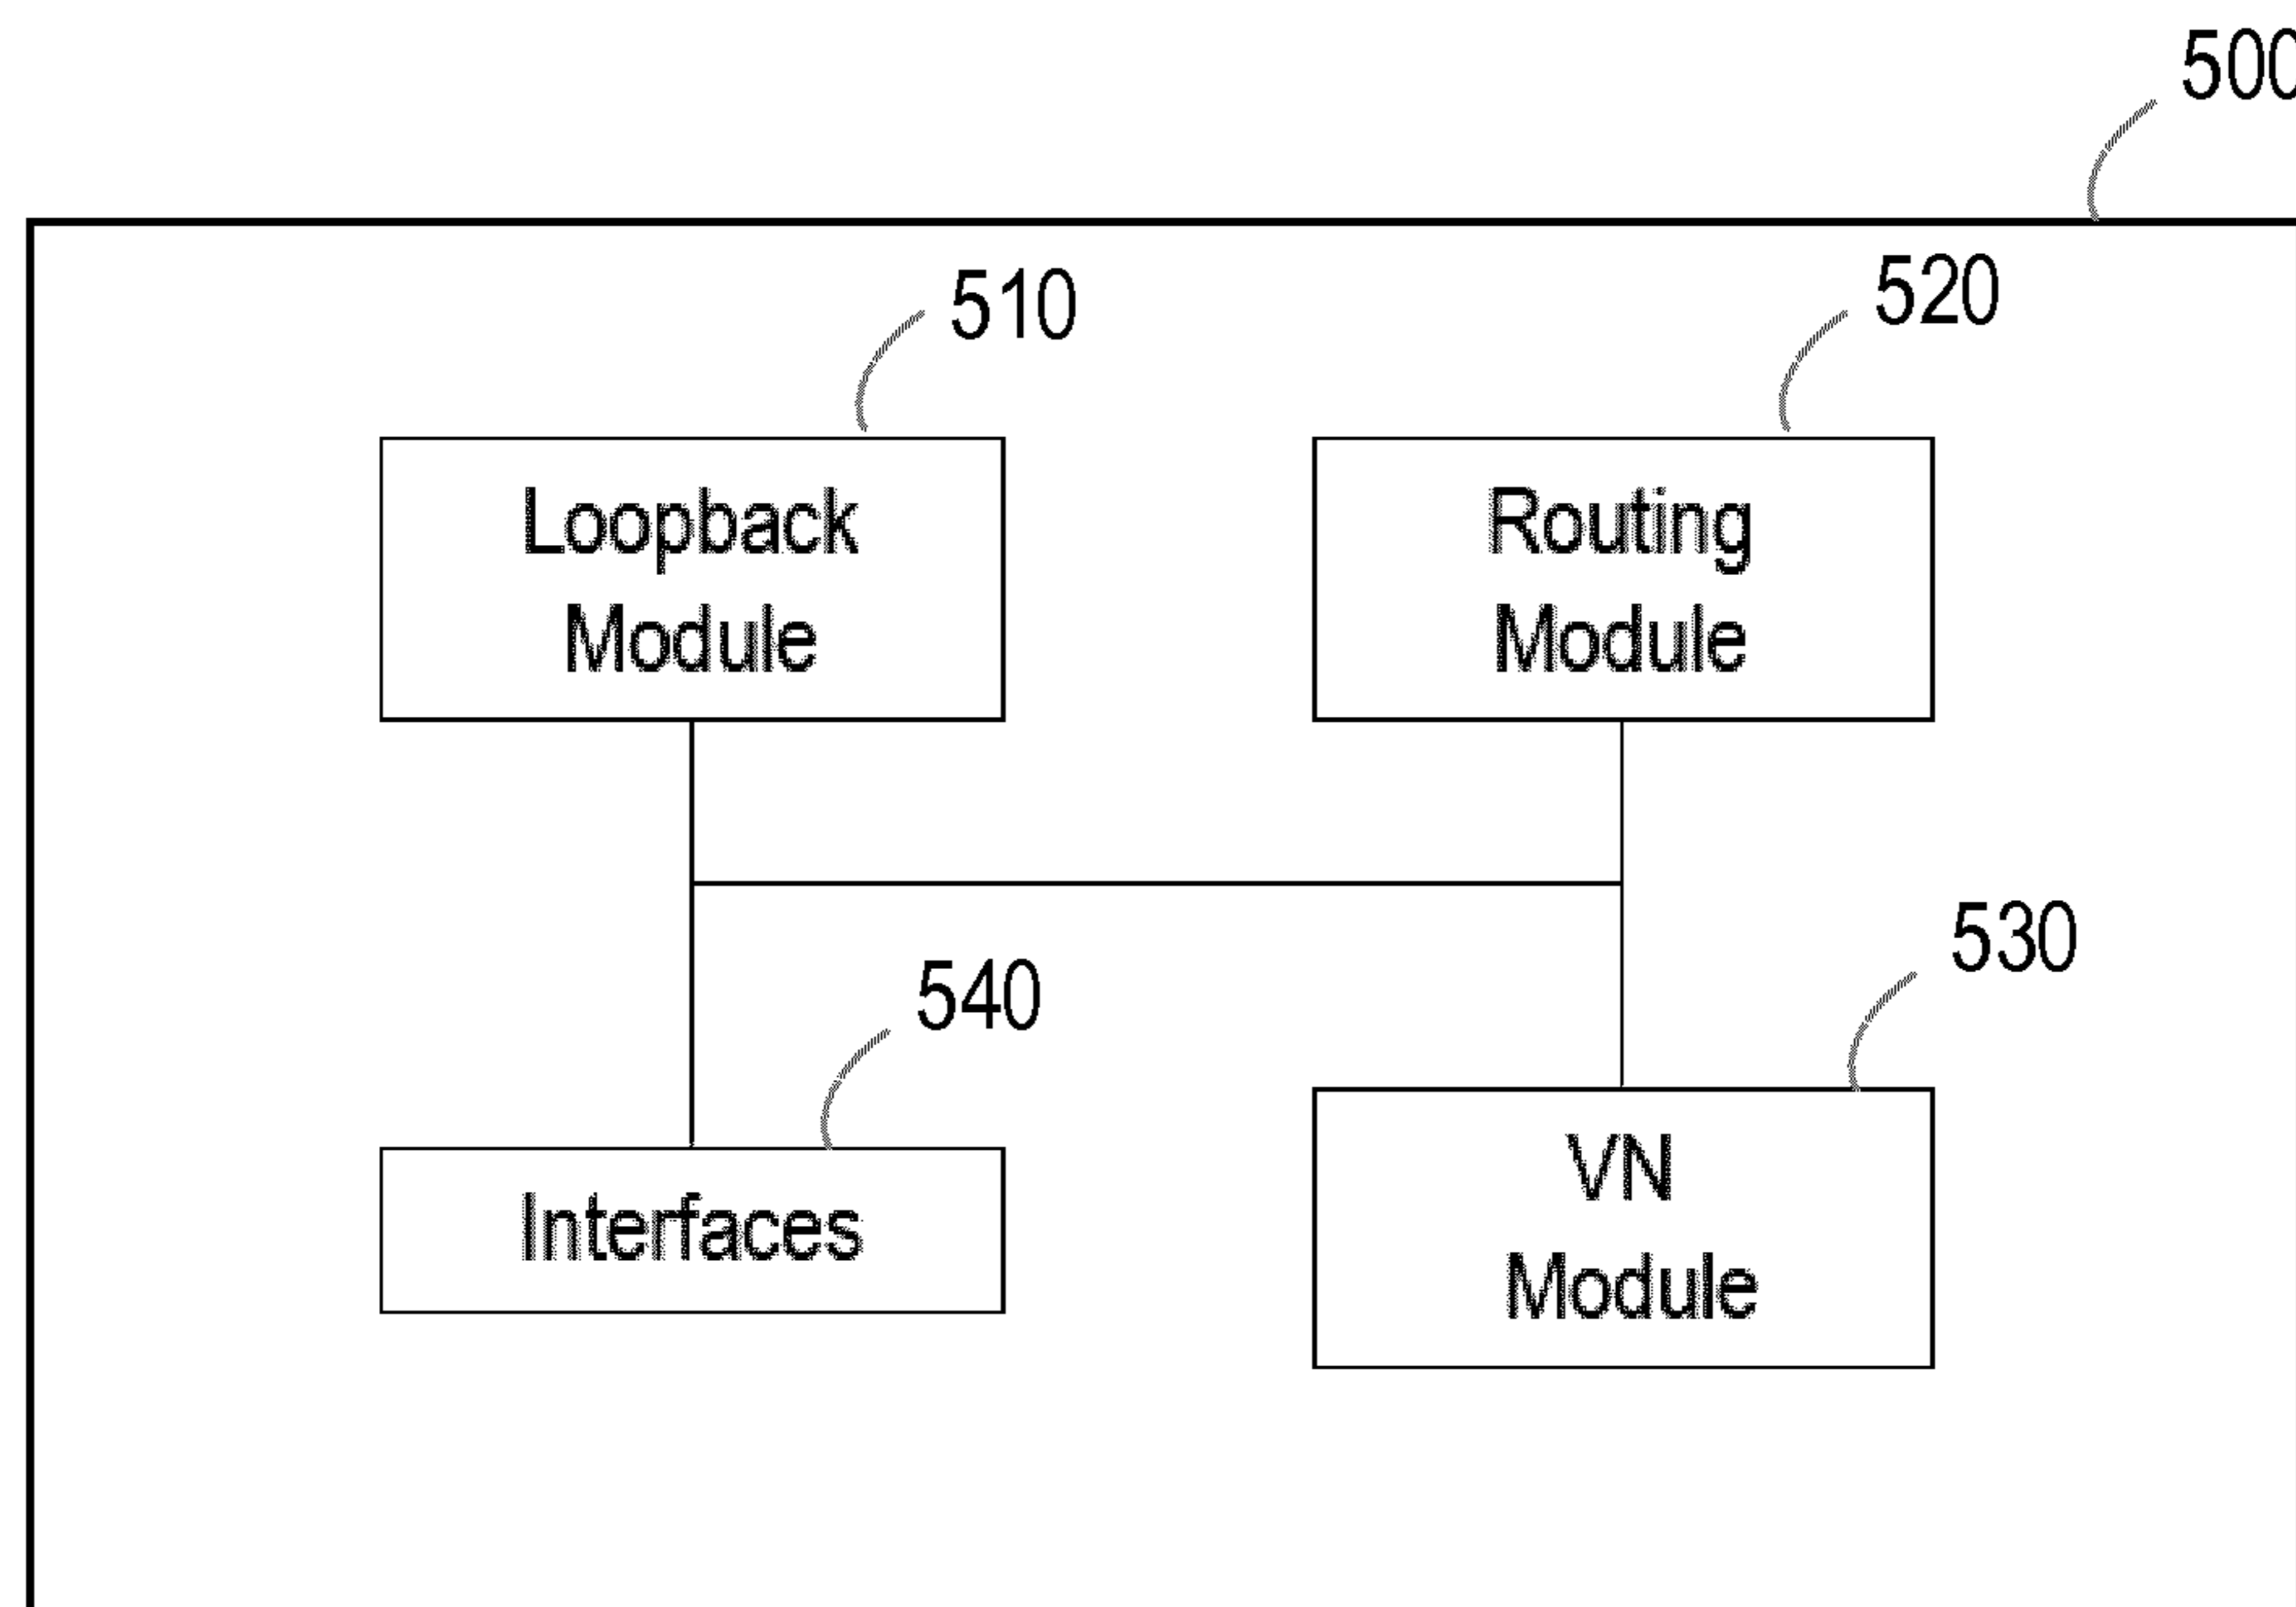 500
510
520
Loopback
Module
Routing
Module
540
530
Interfaces
VN
Module